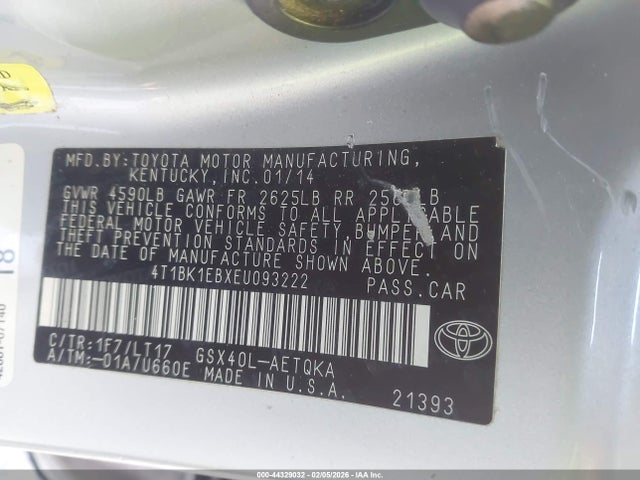 MFD.BY:TOYOTA MOTOR MANUFACTURING,
KENTUCKY, INC. 01/14
GVWR 4590LB GAWR FR 2625LB RR LB
THIS VEHICLE CONFORMS TO ALL APPLICABLE
FEDERAL MOTOR VEHICLE SAFETY, BUMPER, AND
THEFT PREVENTION STANDARDS IN EFFECT ON
THE DATE OF MANUFACTURE SHOWN ABOVE.
4T1BK1EBXEU093222 PASS.CAR
C/TR:1F7/LT17 GSX40L-AETQKA
A/TM:-01A/U660E MADE IN U.S.A.
21393
D
18
000-44329032 - 02/05/2026 - IAA Inc.